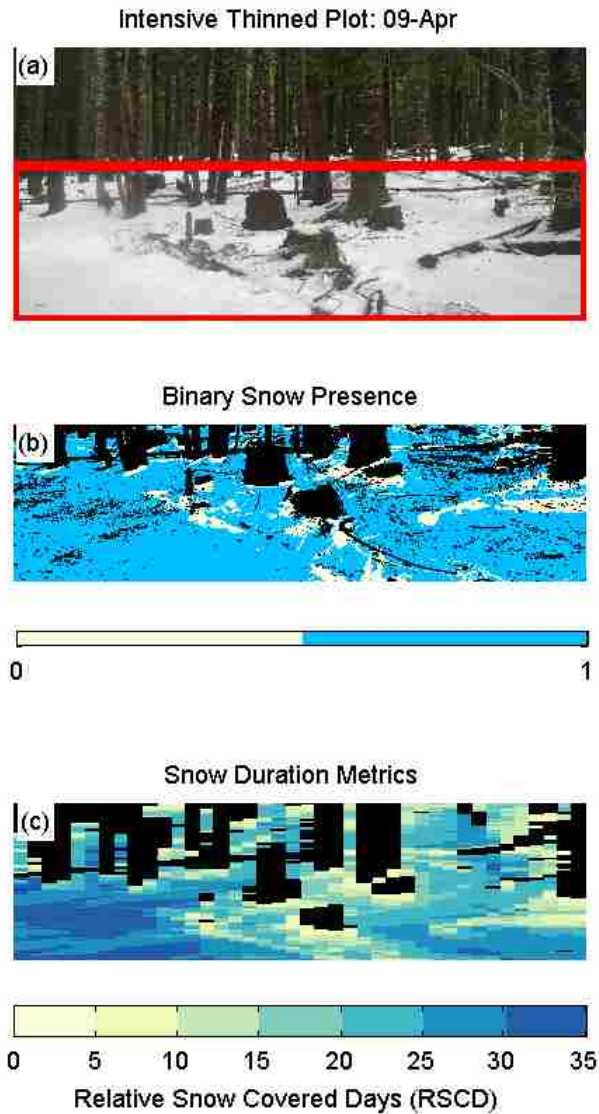 Intensive Thinned Plot: 09-Apr
(a)
Binary Snow Presence
(b)
0 1
Snow Duration Metrics
(c)
0 5 10 15 20 25 30 35
Relative Snow Covered Days (RSCD)